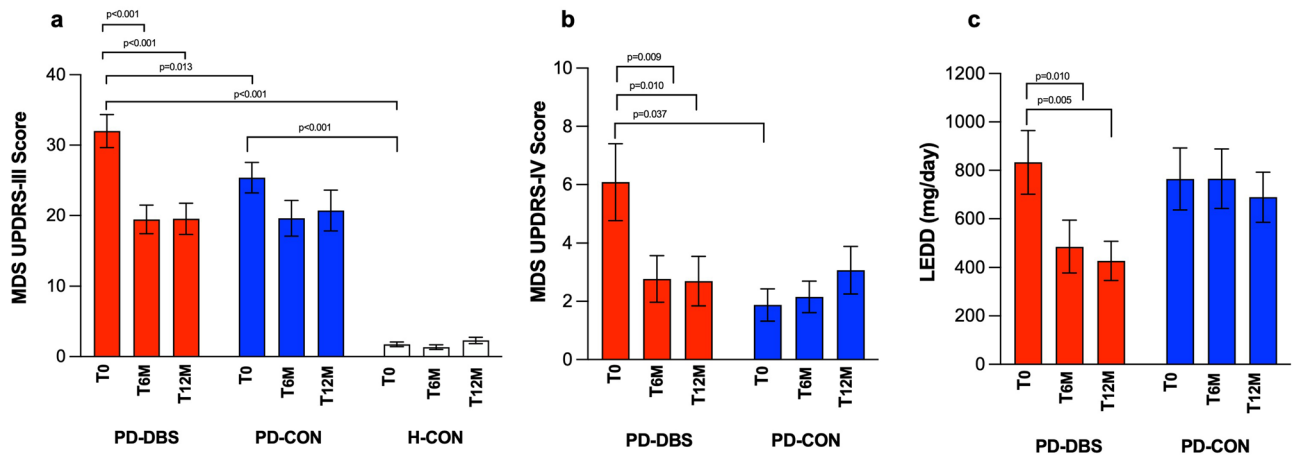 a
p<0.001
p<0.001
p=0.013
p<0.001
p<0.001
MDS UPDRS-III Score
40
30
20
10
0
T0 T6M T12M T0 T6M T12M T0 T6M T12M
PD-DBS PD-CON H-CON
b
p=0.009
p=0.010
p=0.037
MDS UPDRS-IV Score
10
8
6
4
2
0
T0 T6M T12M T0 T6M T12M
PD-DBS PD-CON
c
p=0.010
p=0.005
LEDD (mg/day)
1200
1000
800
600
400
200
0
T0 T6M T12M T0 T6M T12M
PD-DBS PD-CON